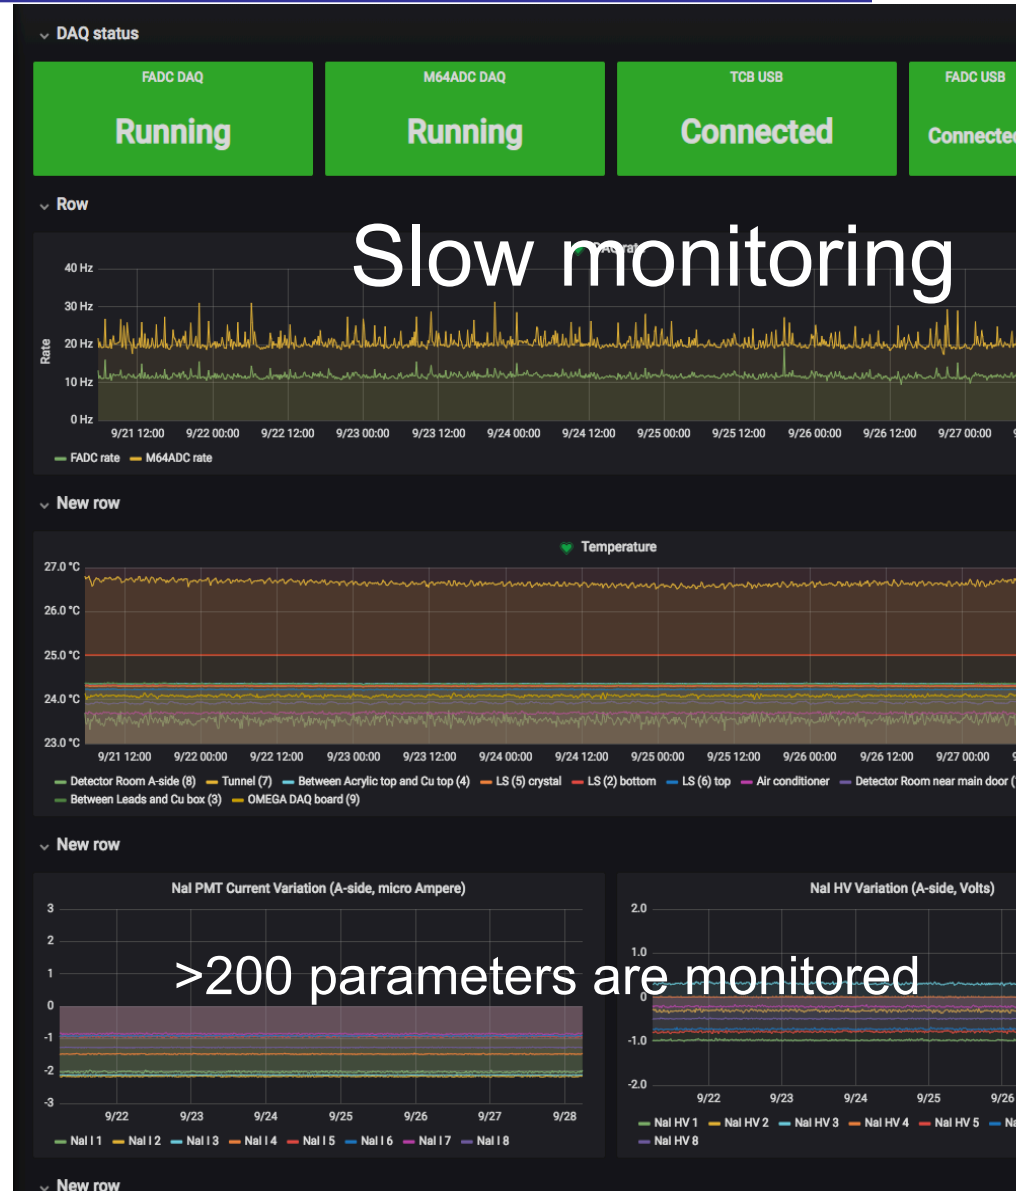 DAQ status
FADC DAQ M64ADC DAQ TCB USB FADC USB
Running Running Connected Connected
Row
Slow monitoring
40 Hz
30 Hz
20 Hz
10 Hz
0 Hz
Rate
9/21 12:00 9/22 00:00 9/22 12:00 9/23 00:00 9/23 12:00 9/24 00:00 9/24 12:00 9/25 00:00 9/25 12:00 9/26 00:00 9/26 12:00 9/27 00:00
FADC rate M64ADC rate
New row
Temperature
27.0 °C
26.0 °C
25.0 °C
24.0 °C
23.0 °C
9/21 12:00 9/22 00:00 9/22 12:00 9/23 00:00 9/23 12:00 9/24 00:00 9/24 12:00 9/25 00:00 9/25 12:00 9/26 00:00 9/26 12:00 9/27 00:00
Detector Room A-side (8) Tunnel (7) Between Acrylic top and Cu top (4) LS (5) crystal LS (2) bottom LS (6) top Air conditioner Detector Room near main door (
Between Leads and Cu box (3) OMEGA DAQ board (9)
New row
NaI PMT Current Variation (A-side, micro Ampere)
3
2
1
0
-1
-2
-3
9/22 9/23 9/24 9/25 9/26 9/27 9/28
NaI I 1 NaI I 2 NaI I 3 NaI I 4 NaI I 5 NaI I 6 NaI I 7 NaI I 8
NaI HV Variation (A-side, Volts)
2.0
1.0
0
-1.0
-2.0
9/22 9/23 9/24 9/25 9/26
NaI HV 1 NaI HV 2 NaI HV 3 NaI HV 4 NaI HV 5
NaI HV 8
>200 parameters are monitored
New row